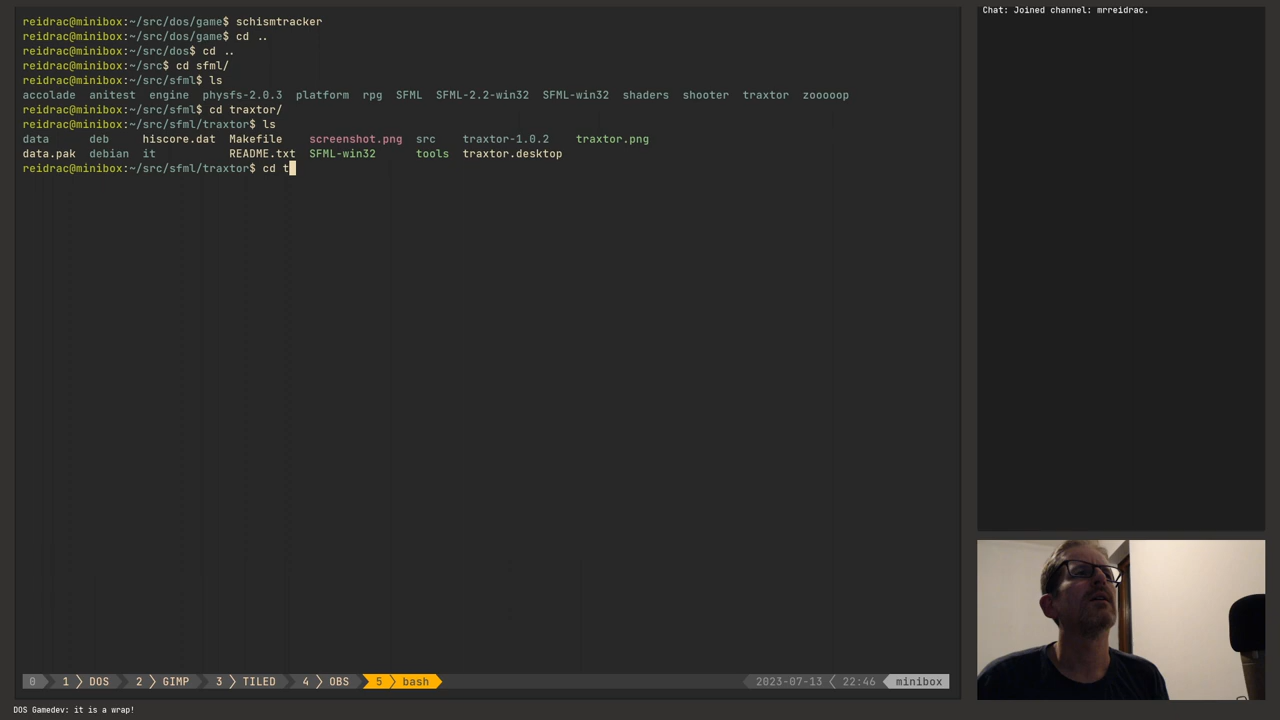 reidrac@minibox:~/src/dos/game$ schismtracker
reidrac@minibox:~/src/dos/game$ cd ..
reidrac@minibox:~/src/dos$ cd ..
reidrac@minibox:~/src$ cd sfml/
reidrac@minibox:~/src/sfml$ ls
accolade  anitest  engine  physfs-2.0.3  platform  rpg  SFML  SFML-2.2-win32  SFML-win32  shaders  shooter  traxtor  zooooop
reidrac@minibox:~/src/sfml$ cd traxtor/
reidrac@minibox:~/src/sfml/traxtor$ ls
data      deb     hiscore.dat  Makefile    screenshot.png  src    traxtor-1.0.2    traxtor.png
data.pak  debian  it           README.txt  SFML-win32      tools  traxtor.desktop
reidrac@minibox:~/src/sfml/traxtor$ cd t
0 1 DOS 2 GIMP 3 TILED 4 OBS 5 bash 2023-07-13 22:46 minibox
Chat: Joined channel: mrreidrac.
DOS Gamedev: it is a wrap!